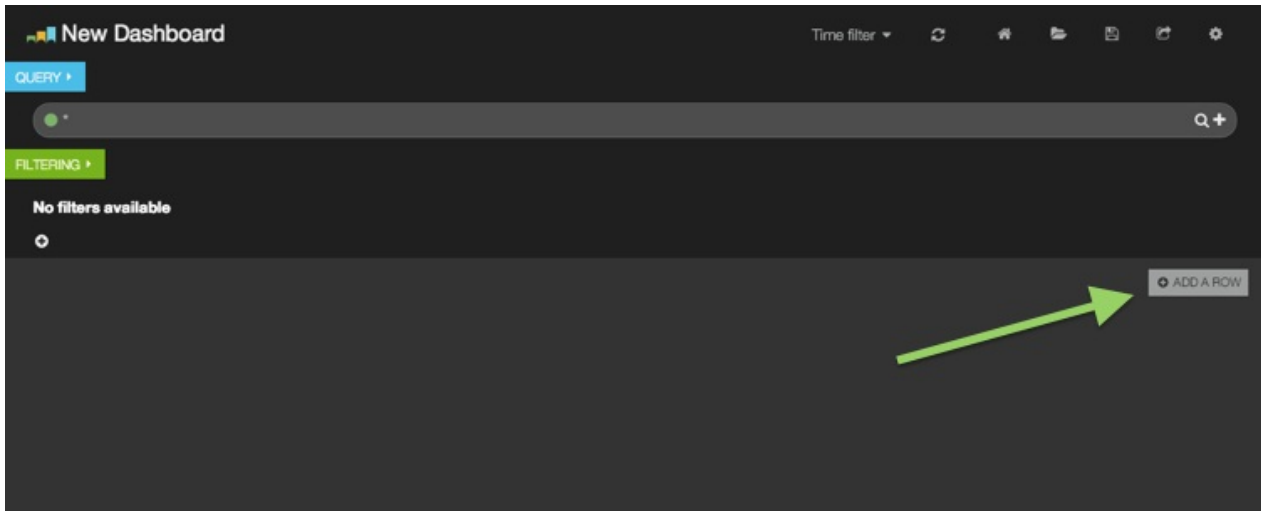 New Dashboard
Time filter
QUERY
*
FILTERING
No filters available
ADD A ROW